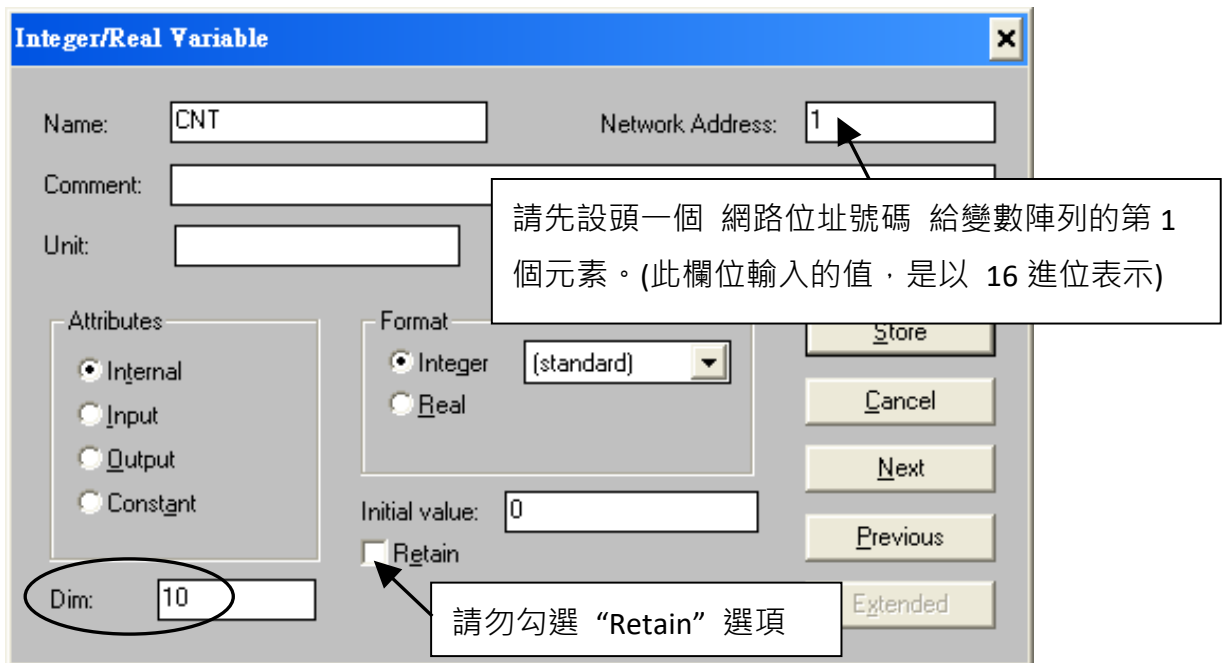 Integer/Real Variable
Name: CNT
Network Address: 1
Comment:
Unit:
請先設頭一個 網路位址號碼 給變數陣列的第 1
個元素。(此欄位輸入的值，是以 16 進位表示)
Attributes
Internal
Input
Output
Constant
Format
Integer (standard)
Real
Initial value: 0
Retain
Store
Cancel
Next
Previous
Extended
Dim: 10
請勿勾選 “Retain” 選項